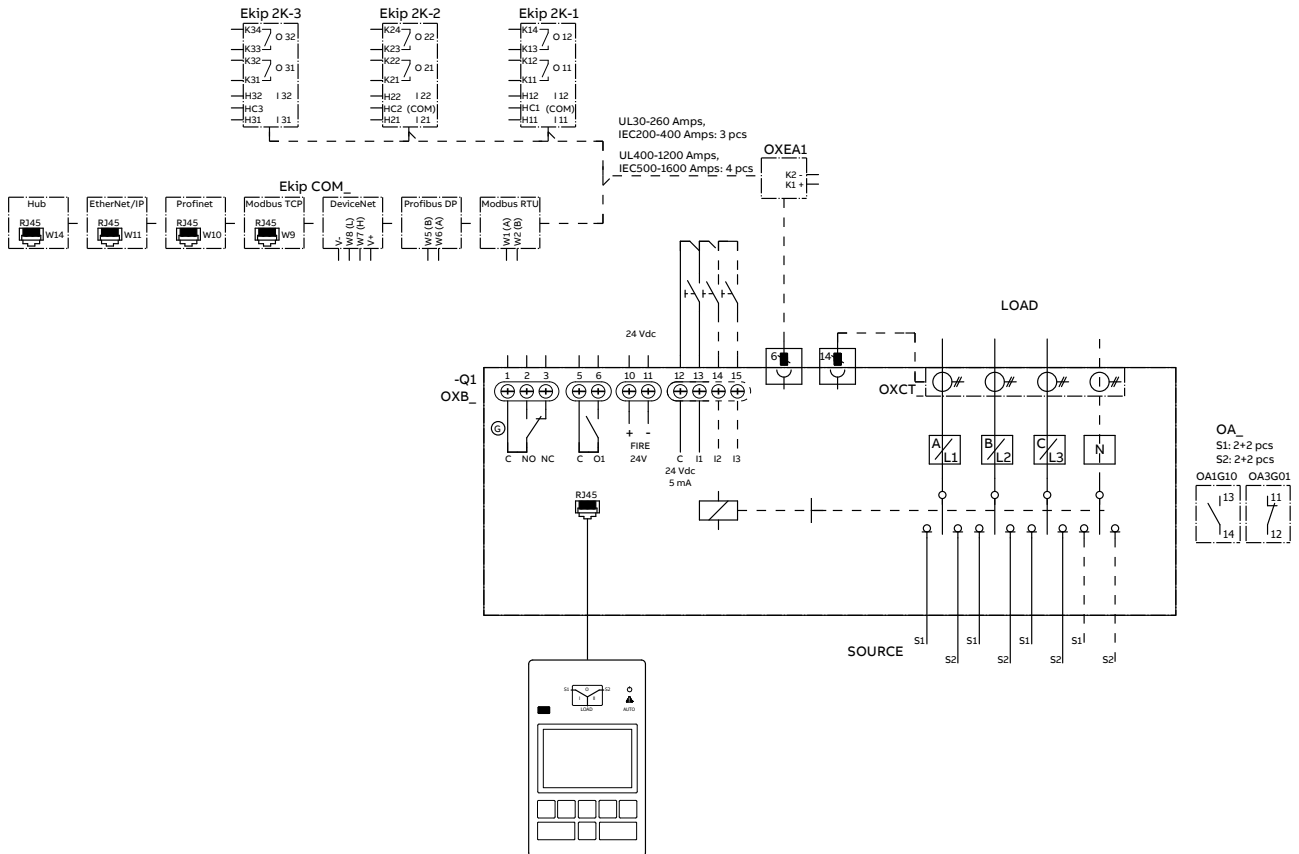 Ekip 2K-3 Ekip 2K-2 Ekip 2K-1
K34 O 32 K24 O 22 K14 O 12
K33 K23 K13
K32 O 31 K22 O 21 K12 O 11
K31 K21 K11
H32 I 32 H22 I 22 H12 I 12
HC3 HC2 (COM) HC1 (COM)
H31 I 31 H21 I 21 H11 I 11
UL30-260 Amps,
IEC200-400 Amps: 3 pcs
UL400-1200 Amps,
IEC500-1600 Amps: 4 pcs
OXEA1
K2 -
K1 +
Ekip COM_
Hub EtherNet/IP Profinet Modbus TCP DeviceNet Profibus DP Modbus RTU
RJ45 RJ45 RJ45 RJ45
W14 W11 W10 W9
V- W8 (L) W7 (H) V+
W5 (B) W6 (A)
W1 (A) W2 (B)
LOAD
24 Vdc
6 14
-Q1
OXB_
1 2 3 5 6 10 11 12 13 14 15
OXCT
G
+ -
FIRE
24V
C NO NC C O1 C I1 I2 I3
24 Vdc
5 mA
A L1 B L2 C L3 N
OA_
S1: 2+2 pcs
S2: 2+2 pcs
OA1G10 OA3G01
13 11
14 12
RJ45
SOURCE
S1 S1 S1 S1
S2 S2 S2 S2
S1 O S2
I II
LOAD AUTO